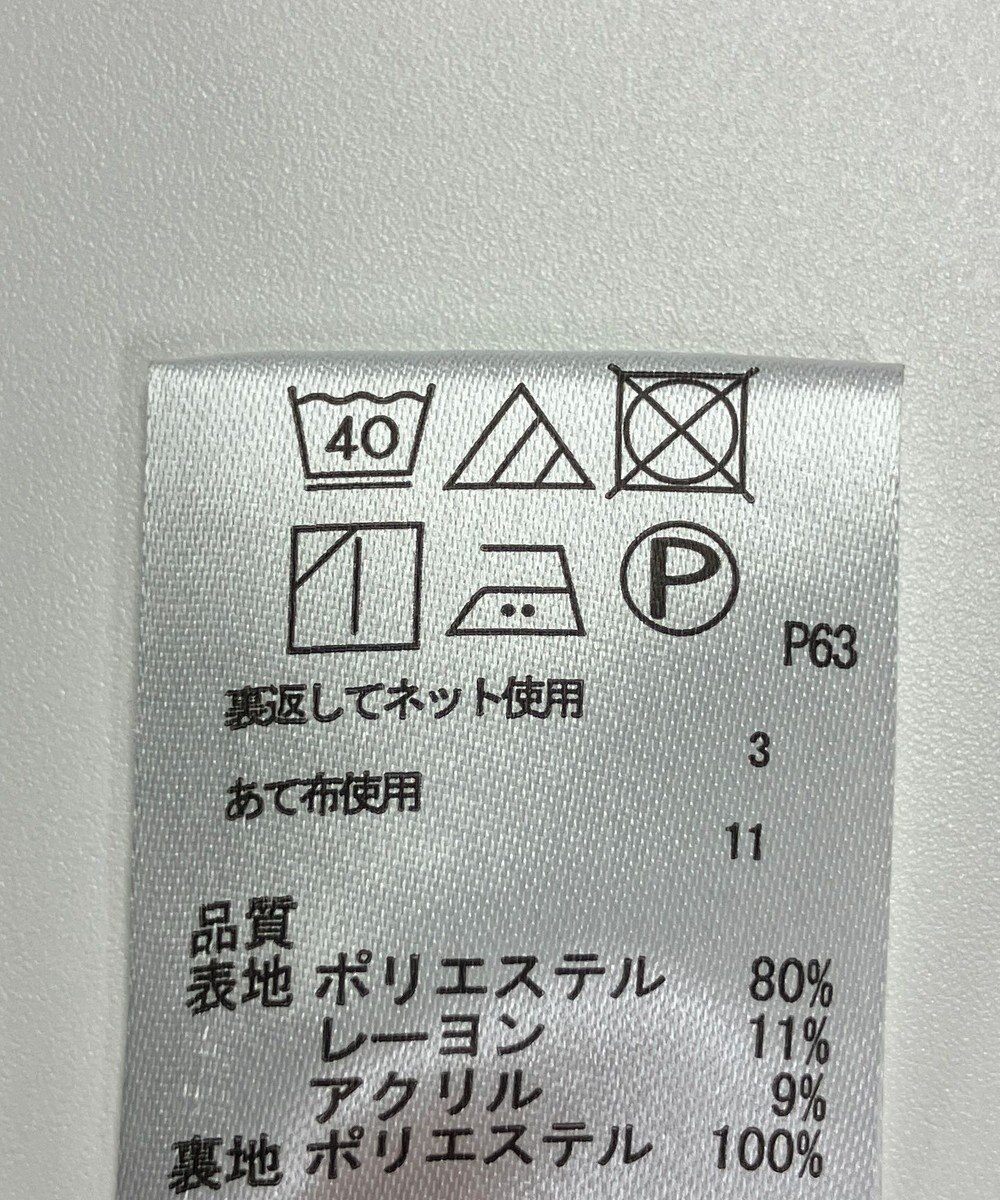 40
P
P63
裏返してネット使用
3
あて布使用
11
品質
表地 ポリエステル 80%
レーヨン 11%
アクリル 9%
裏地 ポリエステル 100%